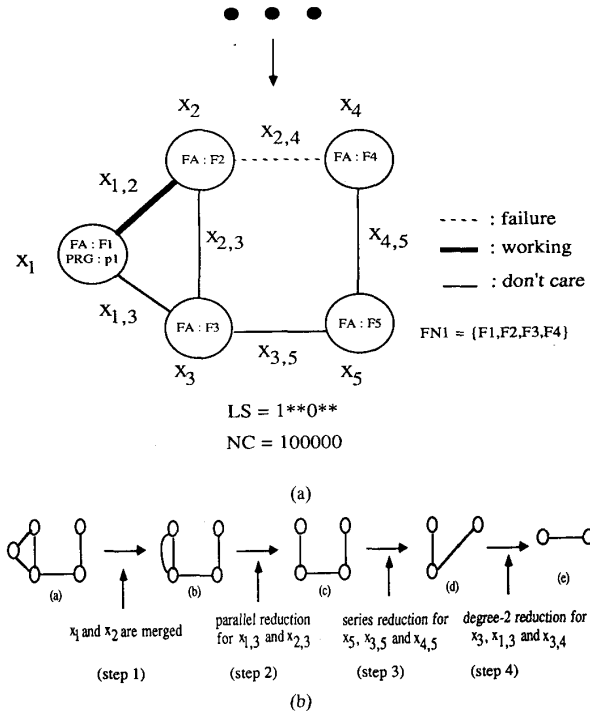 x2
x4
x2,4
FA : F2
FA : F4
x1,2
FA : F1
PRG : p1
x1
x2,3
x4,5
x1,3
FA : F3
FA : F5
x3,5
x3
x5
: failure
: working
: don't care
FN1 = {F1,F2,F3,F4}
LS = 1**0**
NC = 100000
(a)
(a)
(b)
(c)
(d)
(e)
x1 and x2 are merged
(step 1)
parallel reduction
for x1,3 and x2,3
(step 2)
series reduction for
x5, x3,5 and x4,5
(step 3)
degree-2 reduction for
x3, x1,3 and x3,4
(step 4)
(b)